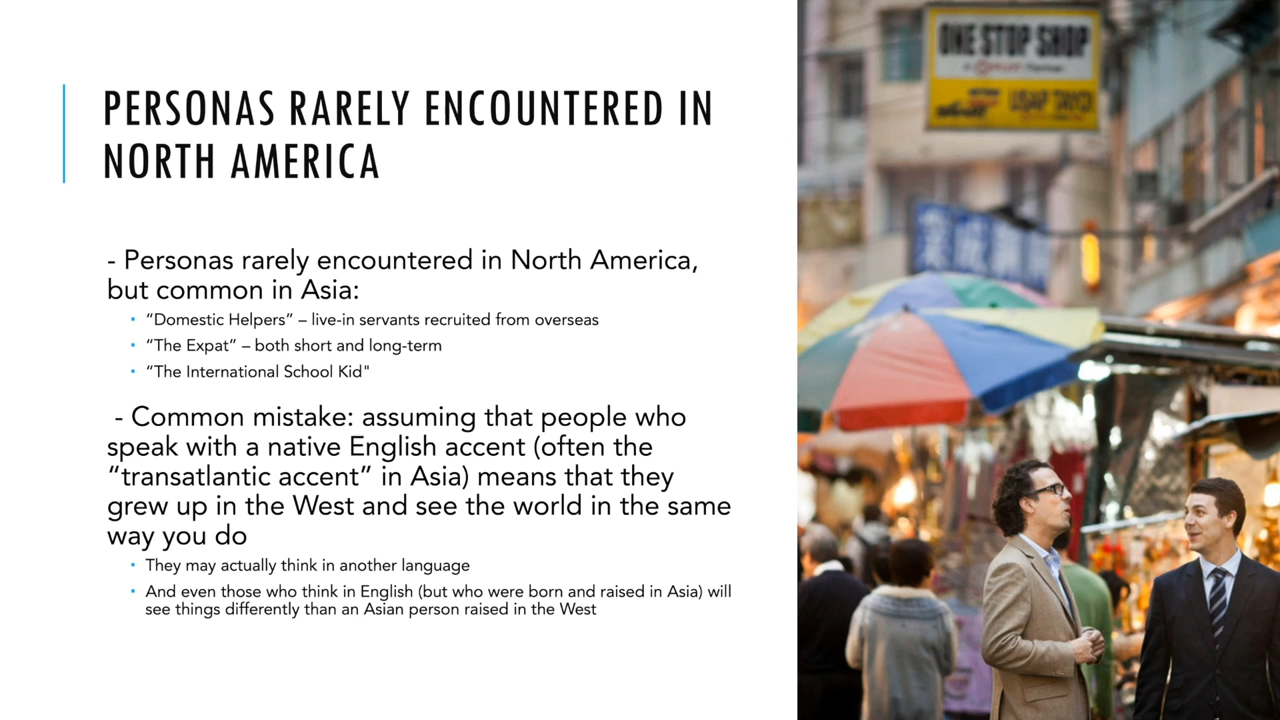 PERSONAS RARELY ENCOUNTERED IN
NORTH AMERICA
- Personas rarely encountered in North America,
but common in Asia:
• “Domestic Helpers” – live-in servants recruited from overseas
• “The Expat” – both short and long-term
• “The International School Kid"
- Common mistake: assuming that people who
speak with a native English accent (often the
“transatlantic accent” in Asia) means that they
grew up in the West and see the world in the same
way you do
• They may actually think in another language
• And even those who think in English (but who were born and raised in Asia) will
see things differently than an Asian person raised in the West
ONE STOP SHOP